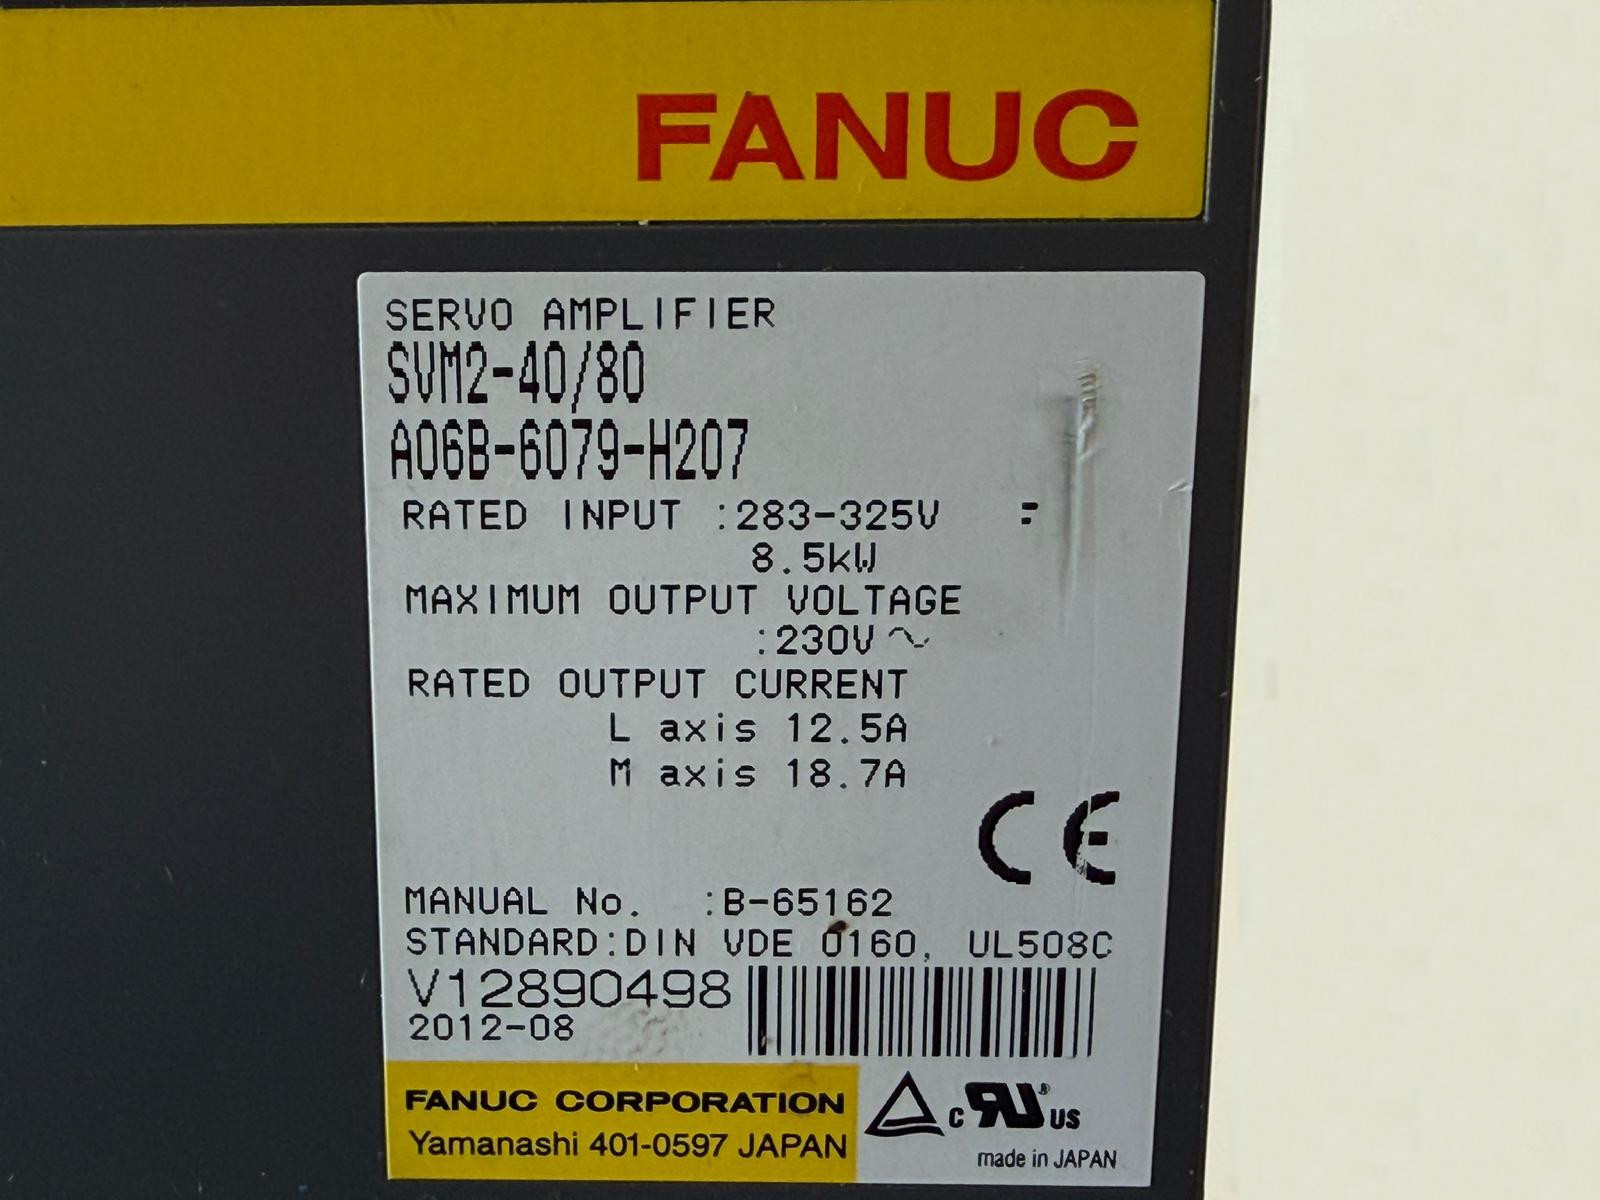 FANUC
SERVO AMPLIFIER
SVM2-40/80
A06B-6079-H207
RATED INPUT :283-325V ⎓
8.5kW
MAXIMUM OUTPUT VOLTAGE
:230V ~
RATED OUTPUT CURRENT
L axis 12.5A
M axis 18.7A
CE
MANUAL No. :B-65162
STANDARD:DIN VDE 0160, UL508C
V12890498
2012-08
FANUC CORPORATION
Yamanashi 401-0597 JAPAN
c RU ® US
made in JAPAN